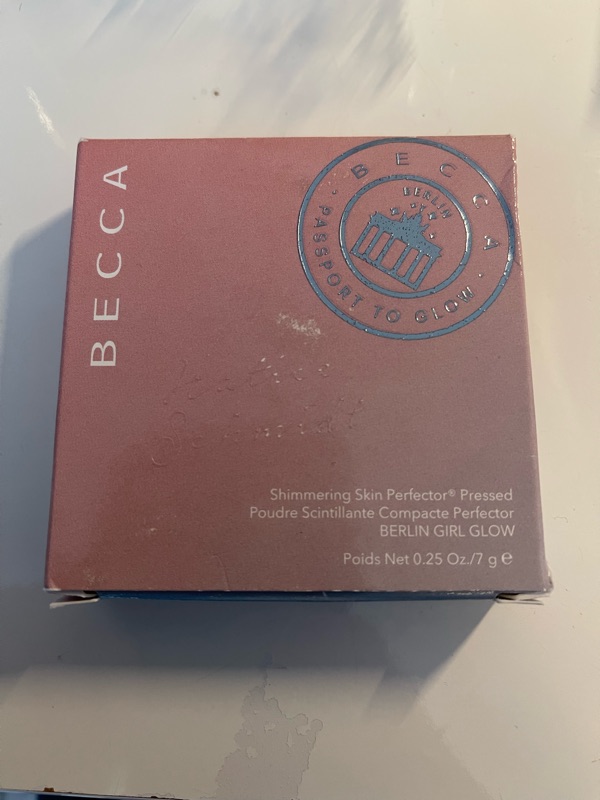 BECCA
BECCA
BERLIN
PASSPORT TO GLOW
Shimmering Skin Perfector® Pressed
Poudre Scintillante Compacte Perfector
BERLIN GIRL GLOW
Poids Net 0.25 Oz./7 g ℮